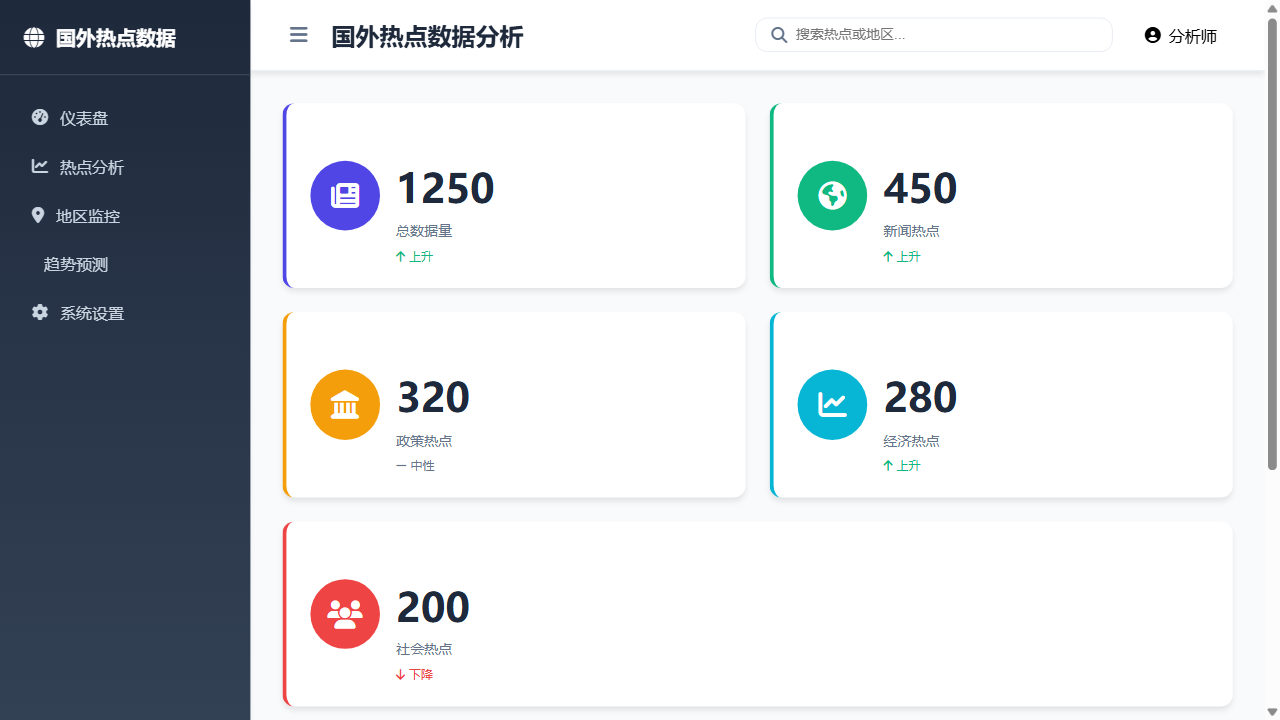 国外热点数据
仪表盘
热点分析
地区监控
趋势预测
系统设置
国外热点数据分析
搜索热点或地区...
分析师
1250
总数据量
上升
450
新闻热点
上升
320
政策热点
中性
280
经济热点
上升
200
社会热点
下降